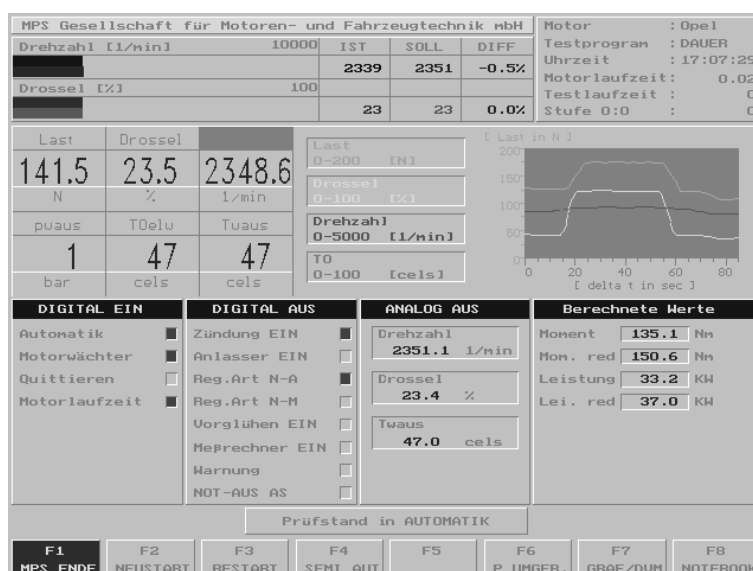 MPS Gesellschaft für Motoren- und Fahrzeugtechnik mbH
Drehzahl [1/min] 10000 IST SOLL DIFF
2339 2351 -0.5%
Drossel [%] 100
23 23 0.0%
Motor : Opel
Testprogram : DAUER
Uhrzeit : 17:07:29
Motorlaufzeit: 0.02
Testlaufzeit : 0
Stufe 0:0 : 0
Last Drossel
141.5 23.5 2348.6
N % 1/min
puaus TOelu Tuaus
1 47 47
bar cels cels
Last
0-200 [N]
Drossel
0-100 [%]
Drehzahl
0-5000 [1/min]
TO
0-100 [cels]
[ Last in N ]
200
150
100
50
0
0 20 40 60 80
[ delta t in sec ]
DIGITAL EIN
Automatik
Motorwächter
Quittieren
Motorlaufzeit
DIGITAL AUS
Zündung EIN
Anlasser EIN
Reg.Art N-A
Reg.Art N-M
Vorglühen EIN
Meßrechner EIN
Warnung
NOT-AUS AS
ANALOG AUS
Drehzahl
2351.1 1/min
Drossel
23.4 %
Twaus
47.0 cels
Berechnete Werte
Moment 135.1 Nm
Mom. red 150.6 Nm
Leistung 33.2 KW
Lei. red 37.0 KW
Prüfstand in AUTOMATIK
F1 F2 F3 F4 F5 F6 F7 F8
MPS ENDE NEUSTART RESTART SEMI AUT P UMGER. GRAF/DUM NOTEBOOK